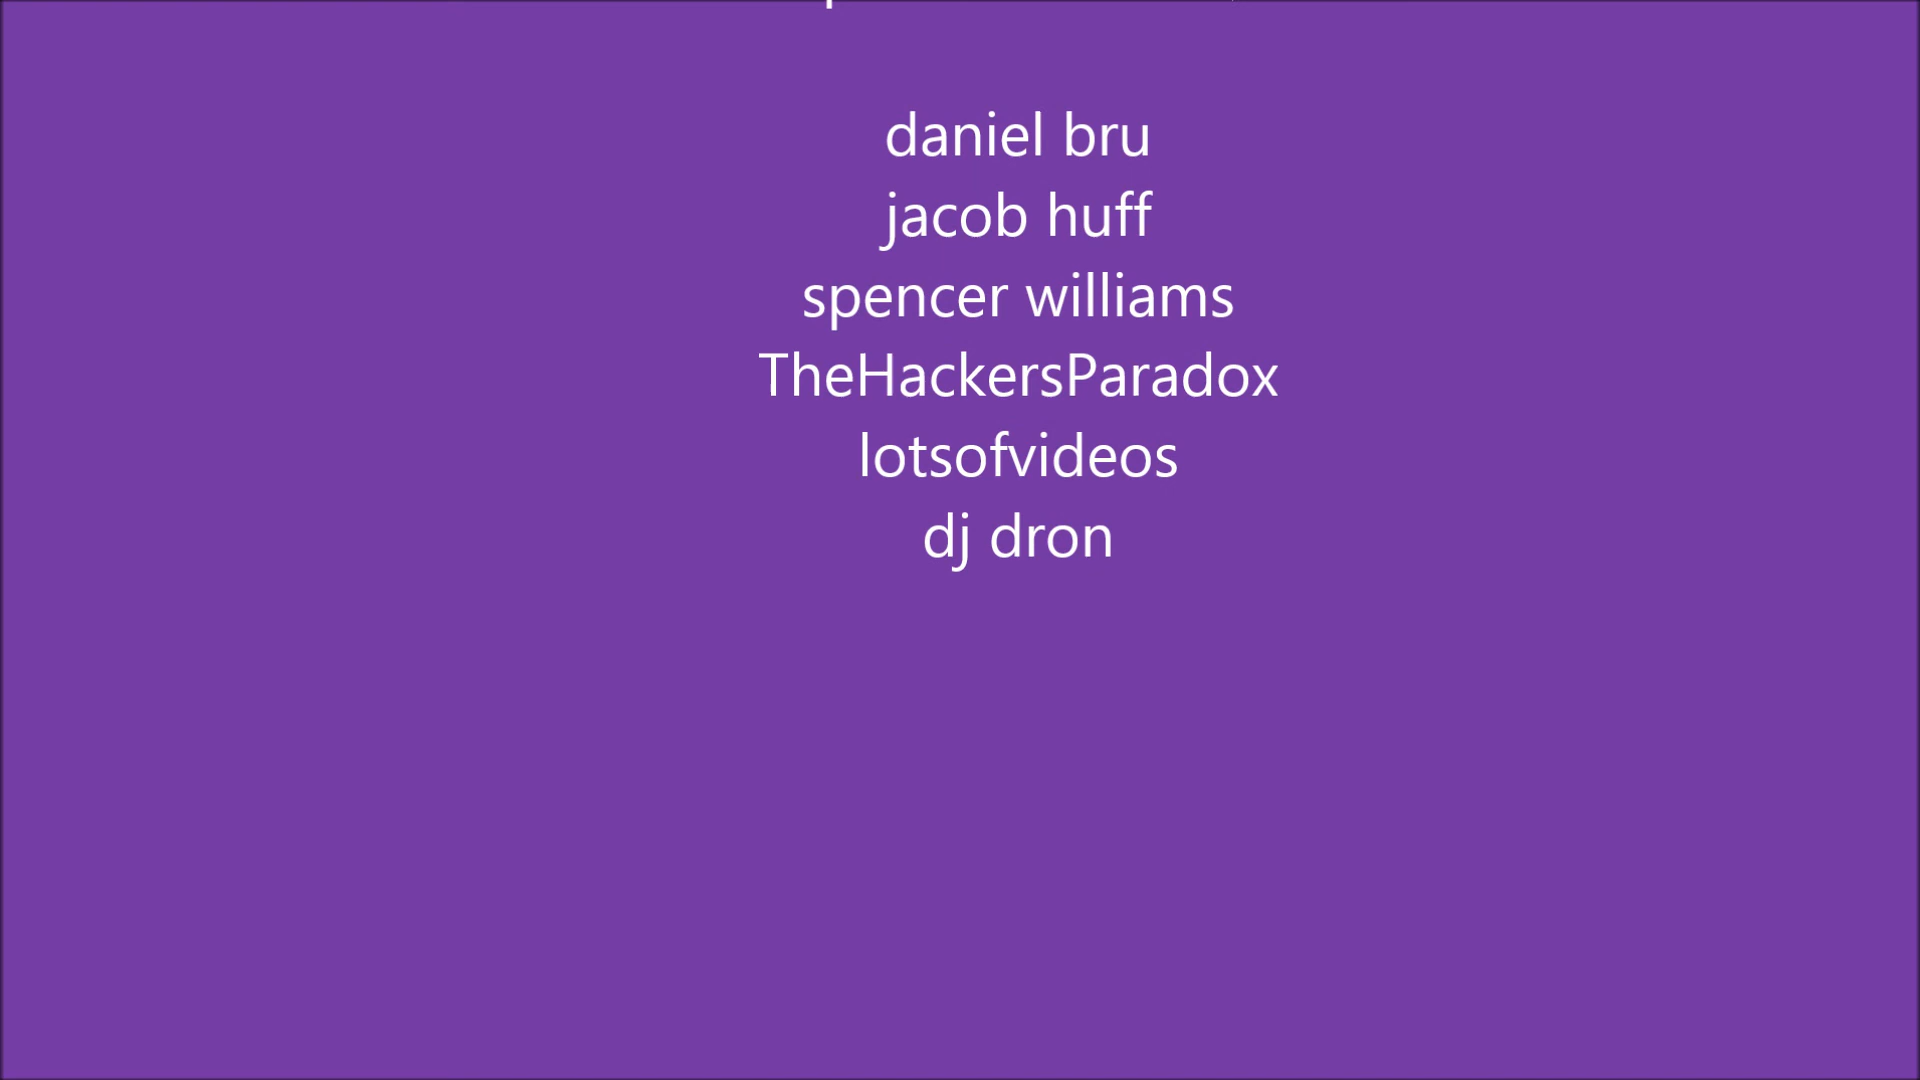 daniel bru
jacob huff
spencer williams
TheHackersParadox
lotsofvideos
dj dron